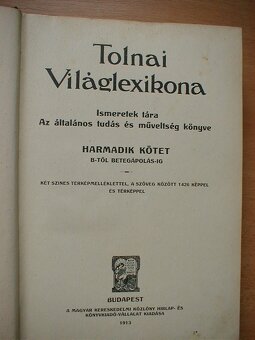 Tolnai
Világlexikona
Ismeretek tára
Az általános tudás és műveltség könyve
HARMADIK KÖTET
B-TŐL BETEGÁPOLÁS-IG
KÉT SZINES TÉRKÉPMELLÉKLETTEL, A SZÖVEG KÖZÖTT 1426 KÉPPEL
ÉS TÉRKÉPPEL
BUDAPEST
A MAGYAR KERESKEDELMI KÖZLÖNY HIRLAP- ÉS
KÖNYVKIADÓ-VÁLLALAT KIADÁSA
1913